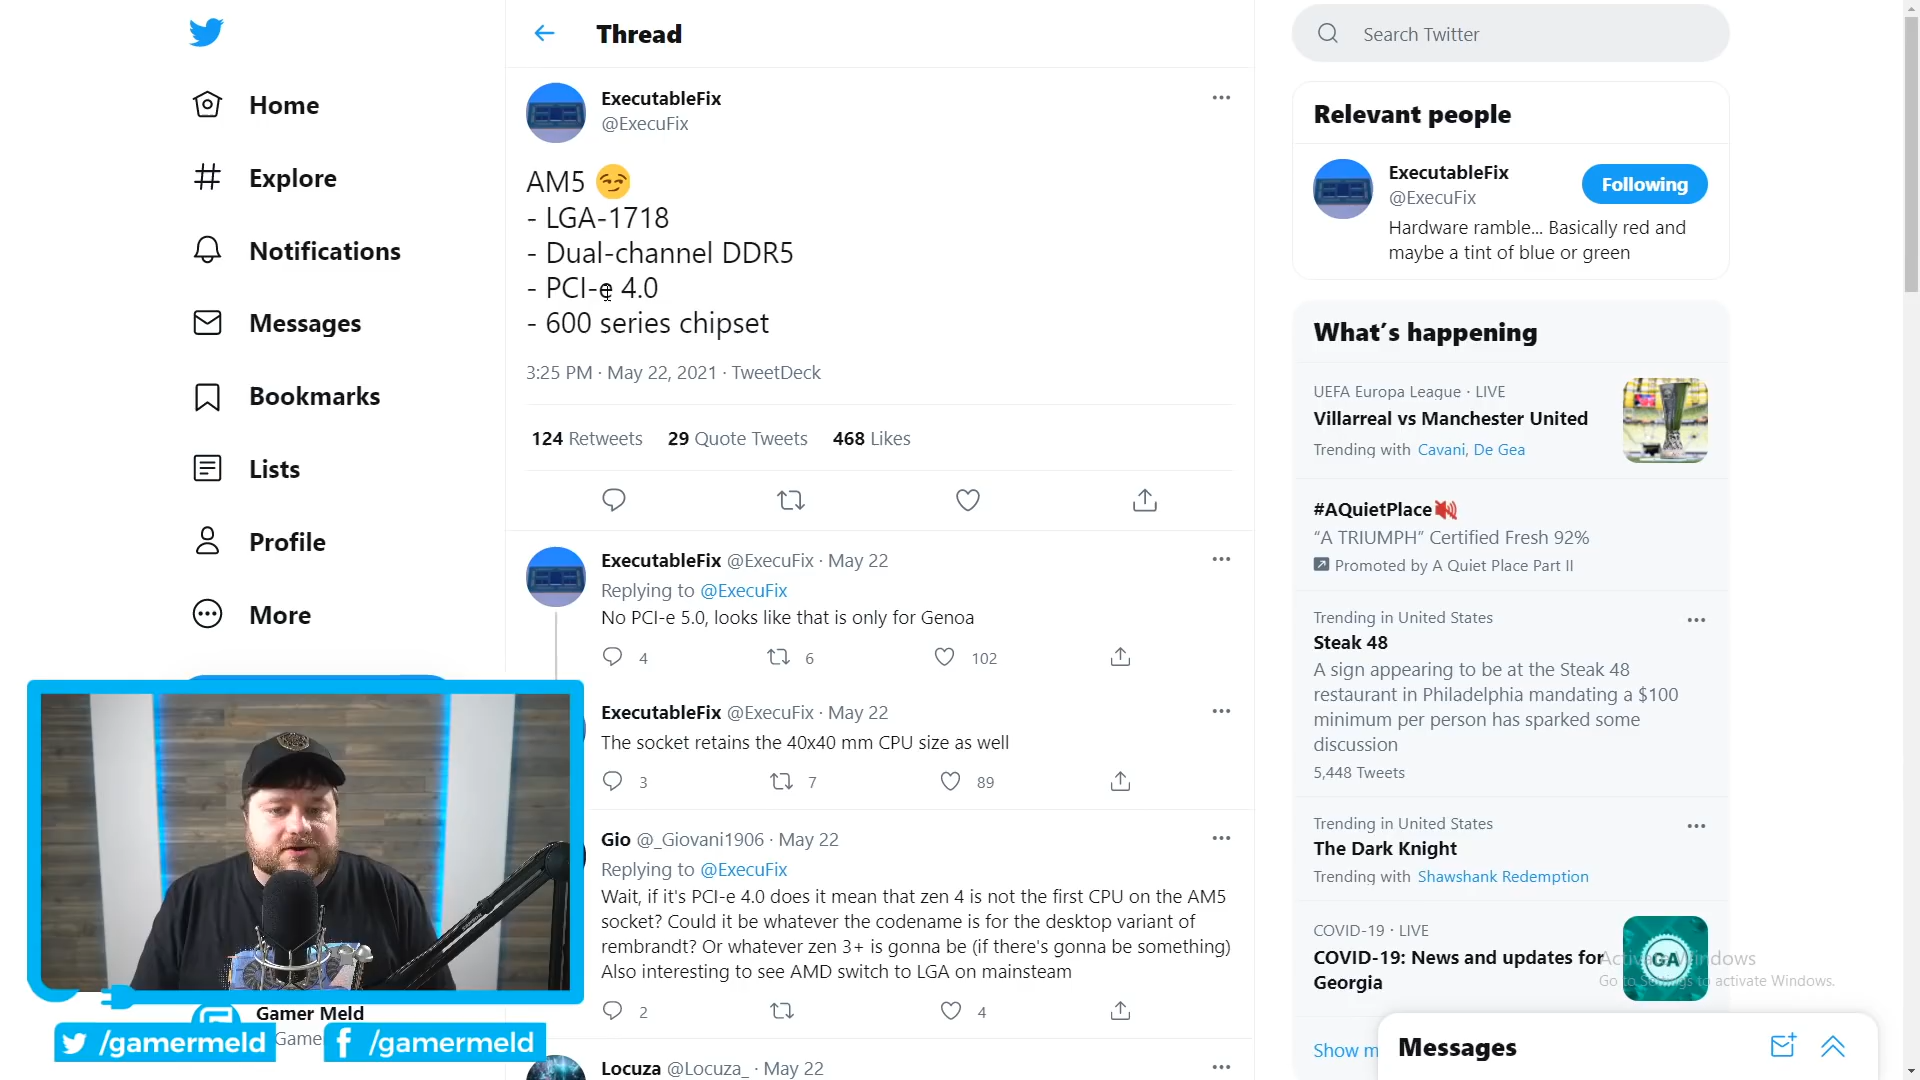 Home
Explore
Notifications
Messages
Bookmarks
Lists
Profile
More
Gamer Meld
/gamermeld
/gamermeld
Thread
ExecutableFix
@ExecuFix
AM5 😏
- LGA-1718
- Dual-channel DDR5
- PCI-e 4.0
- 600 series chipset
3:25 PM · May 22, 2021 · TweetDeck
124 Retweets 29 Quote Tweets 468 Likes
ExecutableFix @ExecuFix · May 22
Replying to @ExecuFix
No PCI-e 5.0, looks like that is only for Genoa
4 6 102
ExecutableFix @ExecuFix · May 22
The socket retains the 40x40 mm CPU size as well
3 7 89
Gio @_Giovani1906 · May 22
Replying to @ExecuFix
Wait, if it's PCI-e 4.0 does it mean that zen 4 is not the first CPU on the AM5
socket? Could it be whatever the codename is for the desktop variant of
rembrandt? Or whatever zen 3+ is gonna be (if there's gonna be something)
Also interesting to see AMD switch to LGA on mainsteam
2 4
Locuza @Locuza_ · May 22
Search Twitter
Relevant people
ExecutableFix
@ExecuFix
Following
Hardware ramble... Basically red and
maybe a tint of blue or green
What's happening
UEFA Europa League · LIVE
Villarreal vs Manchester United
Trending with Cavani, De Gea
#AQuietPlace
“A TRIUMPH” Certified Fresh 92%
Promoted by A Quiet Place Part II
Trending in United States
Steak 48
A sign appearing to be at the Steak 48
restaurant in Philadelphia mandating a $100
minimum per person has sparked some
discussion
5,448 Tweets
Trending in United States
The Dark Knight
Trending with Shawshank Redemption
COVID-19 · LIVE
COVID-19: News and updates for
Georgia
GA
Activate Windows
Go to Settings to activate Windows.
Show m
Messages